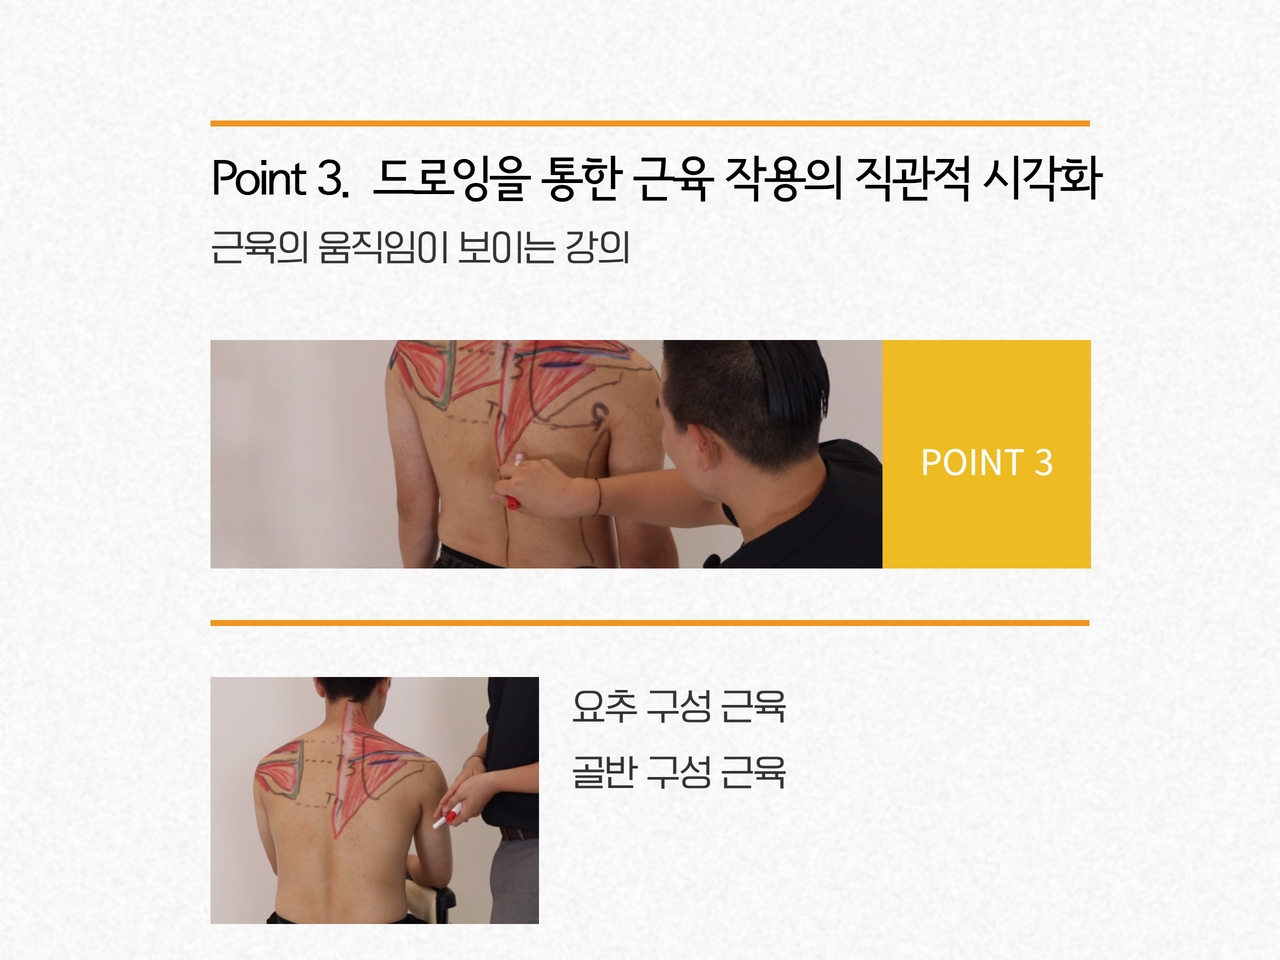 Point 3. 드로잉을 통한 근육 작용의 직관적 시각화
근육의 움직임이 보이는 강의
POINT 3
요추 구성 근육
골반 구성 근육